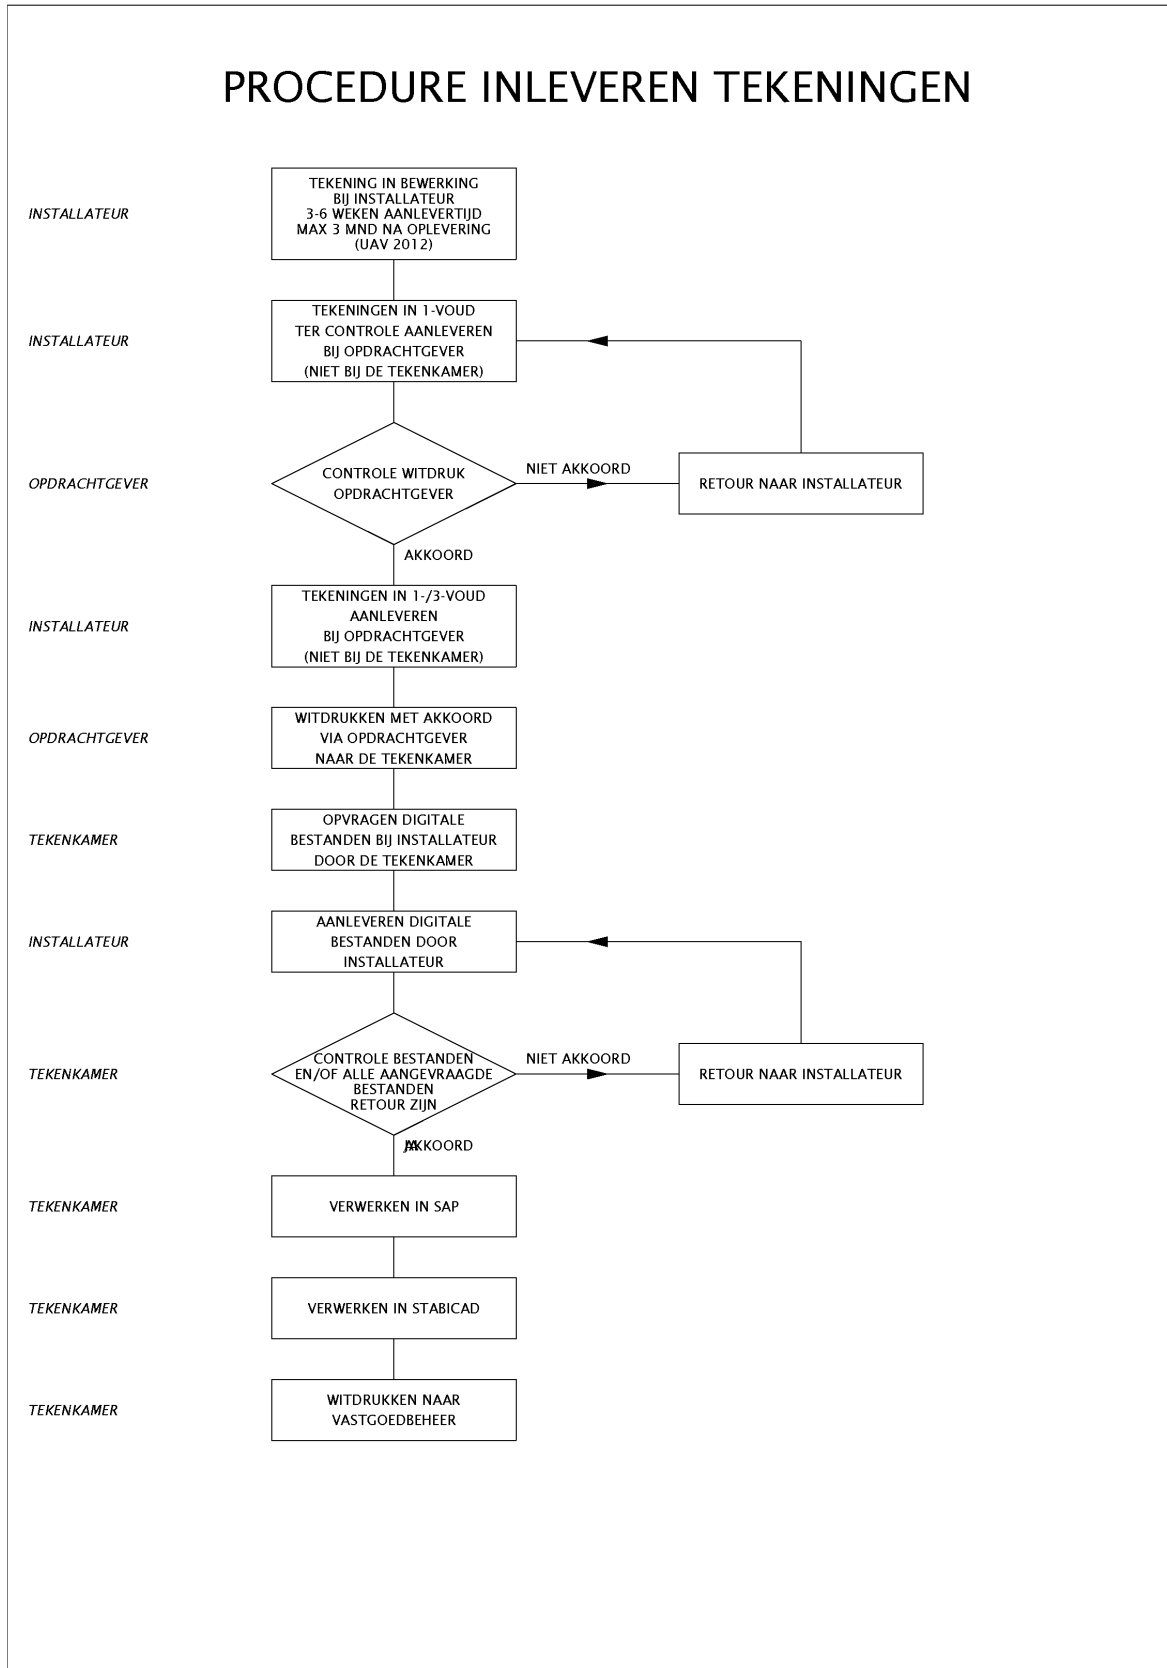 PROCEDURE INLEVEREN TEKENINGEN
INSTALLATEUR
TEKENING IN BEWERKING
BIJ INSTALLATEUR
3-6 WEKEN AANLEVERTIJD
MAX 3 MND NA OPLEVERING
(UAV 2012)
INSTALLATEUR
TEKENINGEN IN 1-VOUD
TER CONTROLE AANLEVEREN
BIJ OPDRACHTGEVER
(NIET BIJ DE TEKENKAMER)
OPDRACHTGEVER
CONTROLE WITDRUK
OPDRACHTGEVER
NIET AKKOORD
RETOUR NAAR INSTALLATEUR
AKKOORD
INSTALLATEUR
TEKENINGEN IN 1-/3-VOUD
AANLEVEREN
BIJ OPDRACHTGEVER
(NIET BIJ DE TEKENKAMER)
OPDRACHTGEVER
WITDRUKKEN MET AKKOORD
VIA OPDRACHTGEVER
NAAR DE TEKENKAMER
TEKENKAMER
OPVRAGEN DIGITALE
BESTANDEN BIJ INSTALLATEUR
DOOR DE TEKENKAMER
INSTALLATEUR
AANLEVEREN DIGITALE
BESTANDEN DOOR
INSTALLATEUR
TEKENKAMER
CONTROLE BESTANDEN
EN/OF ALLE AANGEVRAAGDE
BESTANDEN
RETOUR ZIJN
NIET AKKOORD
RETOUR NAAR INSTALLATEUR
JA
AKKOORD
TEKENKAMER
VERWERKEN IN SAP
TEKENKAMER
VERWERKEN IN STABICAD
TEKENKAMER
WITDRUKKEN NAAR
VASTGOEDBEHEER